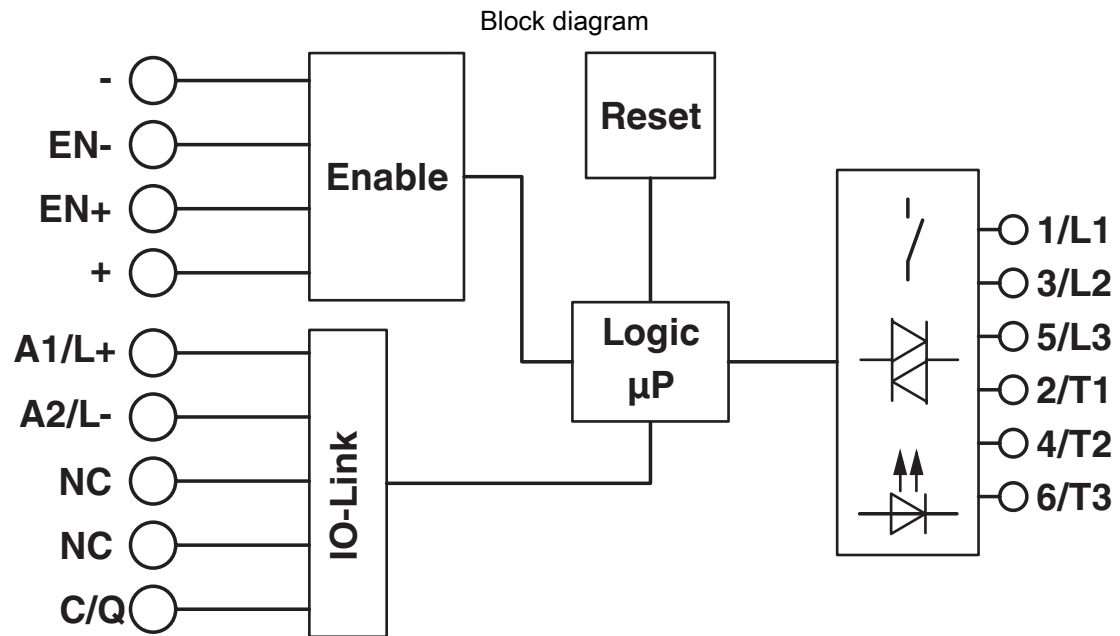 Block diagram
-
EN-
EN+
+
Enable
Reset
A1/L+
A2/L-
NC
NC
C/Q
IO-Link
Logic
µP
1/L1
3/L2
5/L3
2/T1
4/T2
6/T3